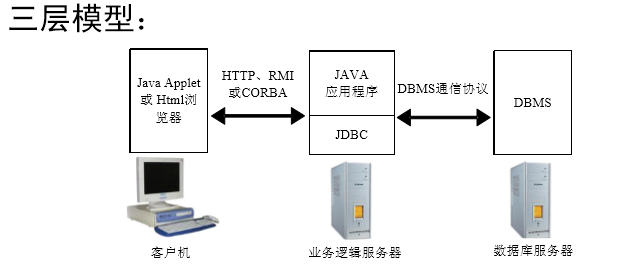 三层模型：
Java Applet
或 Html浏
览器
HTTP、RMI
或CORBA
JAVA
应用程序
JDBC
DBMS通信协议
DBMS
客户机
业务逻辑服务器
数据库服务器